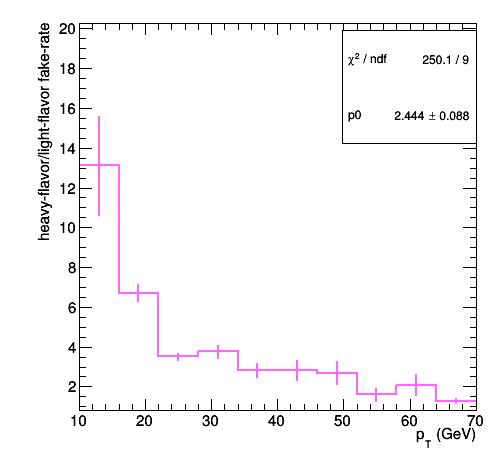 heavy-flavor/light-flavor fake-rate
20
18
16
14
12
10
8
6
4
2
χ² / ndf 250.1 / 9
p0 2.444 ± 0.088
10 20 30 40 50 60 70
p_T (GeV)